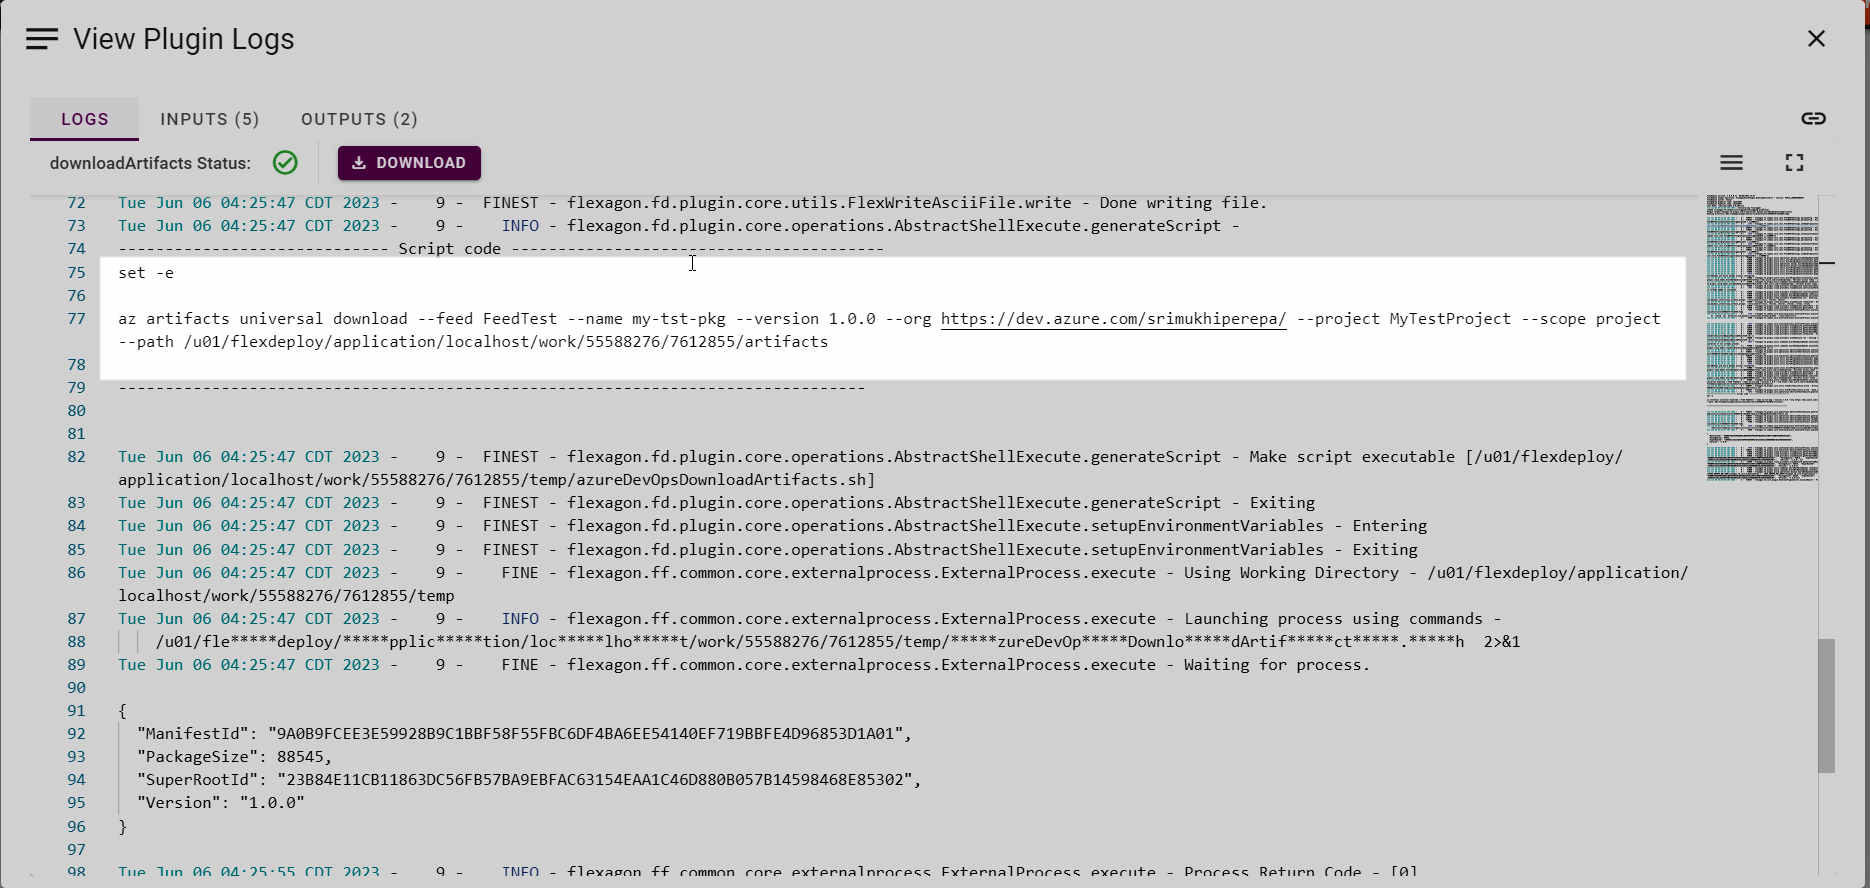 View Plugin Logs
LOGS INPUTS (5) OUTPUTS (2)
downloadArtifacts Status: DOWNLOAD
72 Tue Jun 06 04:25:47 CDT 2023 - 9 - FINEST - flexagon.fd.plugin.core.utils.FlexWriteAsciiFile.write - Done writing file.
73 Tue Jun 06 04:25:47 CDT 2023 - 9 - INFO - flexagon.fd.plugin.core.operations.AbstractShellExecute.generateScript -
74 ----------------------------- Script code ----------------------------------------
75 set -e
76
77 az artifacts universal download --feed FeedTest --name my-tst-pkg --version 1.0.0 --org https://dev.azure.com/srimukhiperepa/ --project MyTestProject --scope project
--path /u01/flexdeploy/application/localhost/work/55588276/7612855/artifacts
78
79 --------------------------------------------------------------------------------
80
81
82 Tue Jun 06 04:25:47 CDT 2023 - 9 - FINEST - flexagon.fd.plugin.core.operations.AbstractShellExecute.generateScript - Make script executable [/u01/flexdeploy/
application/localhost/work/55588276/7612855/temp/azureDevOpsDownloadArtifacts.sh]
83 Tue Jun 06 04:25:47 CDT 2023 - 9 - FINEST - flexagon.fd.plugin.core.operations.AbstractShellExecute.generateScript - Exiting
84 Tue Jun 06 04:25:47 CDT 2023 - 9 - FINEST - flexagon.fd.plugin.core.operations.AbstractShellExecute.setupEnvironmentVariables - Entering
85 Tue Jun 06 04:25:47 CDT 2023 - 9 - FINEST - flexagon.fd.plugin.core.operations.AbstractShellExecute.setupEnvironmentVariables - Exiting
86 Tue Jun 06 04:25:47 CDT 2023 - 9 - FINE - flexagon.ff.common.core.externalprocess.ExternalProcess.execute - Using Working Directory - /u01/flexdeploy/application/
localhost/work/55588276/7612855/temp
87 Tue Jun 06 04:25:47 CDT 2023 - 9 - INFO - flexagon.ff.common.core.externalprocess.ExternalProcess.execute - Launching process using commands -
88 /u01/fle*****deploy/*****pplic*****tion/loc*****lho*****t/work/55588276/7612855/temp/*****zureDevOp*****Downlo*****dArtif*****ct*****.*****h 2>&1
89 Tue Jun 06 04:25:47 CDT 2023 - 9 - FINE - flexagon.ff.common.core.externalprocess.ExternalProcess.execute - Waiting for process.
90
91 {
92 "ManifestId": "9A0B9FCEE3E59928B9C1BBF58F55FBC6DF4BA6EE54140EF719BBFE4D96853D1A01",
93 "PackageSize": 88545,
94 "SuperRootId": "23B84E11CB11863DC56FB57BA9EBFAC63154EAA1C46D880B057B14598468E85302",
95 "Version": "1.0.0"
96 }
97
98 Tue Jun 06 04:25:55 CDT 2023 - 9 - INFO - flexagon.ff.common.core.externalprocess.ExternalProcess.execute - Process Return Code - [0]